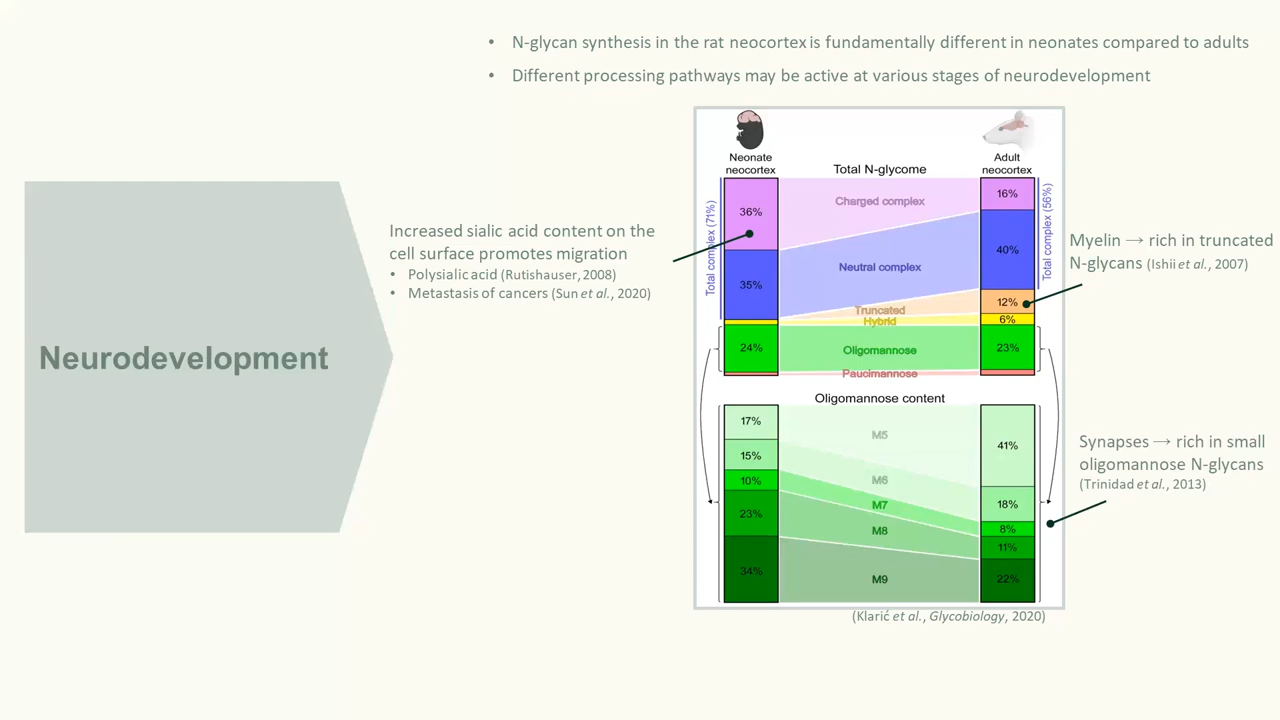 • N-glycan synthesis in the rat neocortex is fundamentally different in neonates compared to adults
• Different processing pathways may be active at various stages of neurodevelopment
Neurodevelopment
Increased sialic acid content on the
cell surface promotes migration
• Polysialic acid (Rutishauser, 2008)
• Metastasis of cancers (Sun et al., 2020)
Neonate
neocortex
Total N-glycome
Adult
neocortex
Total complex (71%)
36%
35%
24%
Charged complex
Neutral complex
Truncated
Hybrid
Oligomannose
Paucimannose
16%
40%
12%
6%
23%
Total complex (56%)
Oligomannose content
17%
15%
10%
23%
34%
M5
M6
M7
M8
M9
41%
18%
8%
11%
22%
(Klarić et al., Glycobiology, 2020)
Myelin → rich in truncated
N-glycans (Ishii et al., 2007)
Synapses → rich in small
oligomannose N-glycans
(Trinidad et al., 2013)